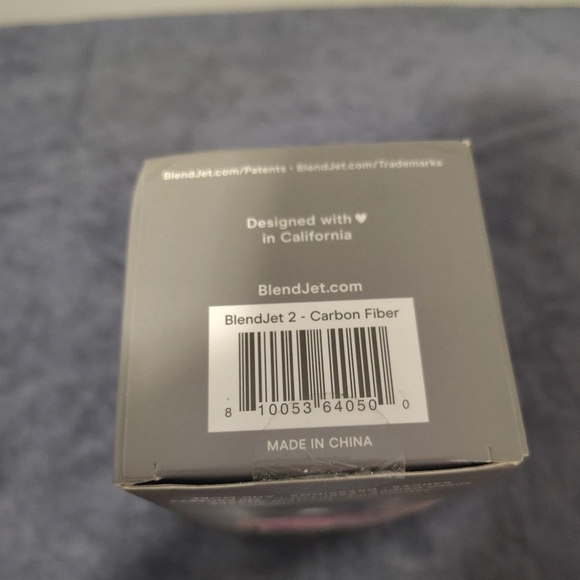 BlendJet.com/Patents · BlendJet.com/Trademarks
Designed with ♥
in California
BlendJet.com
BlendJet 2 - Carbon Fiber
8 10053 64050 0
MADE IN CHINA